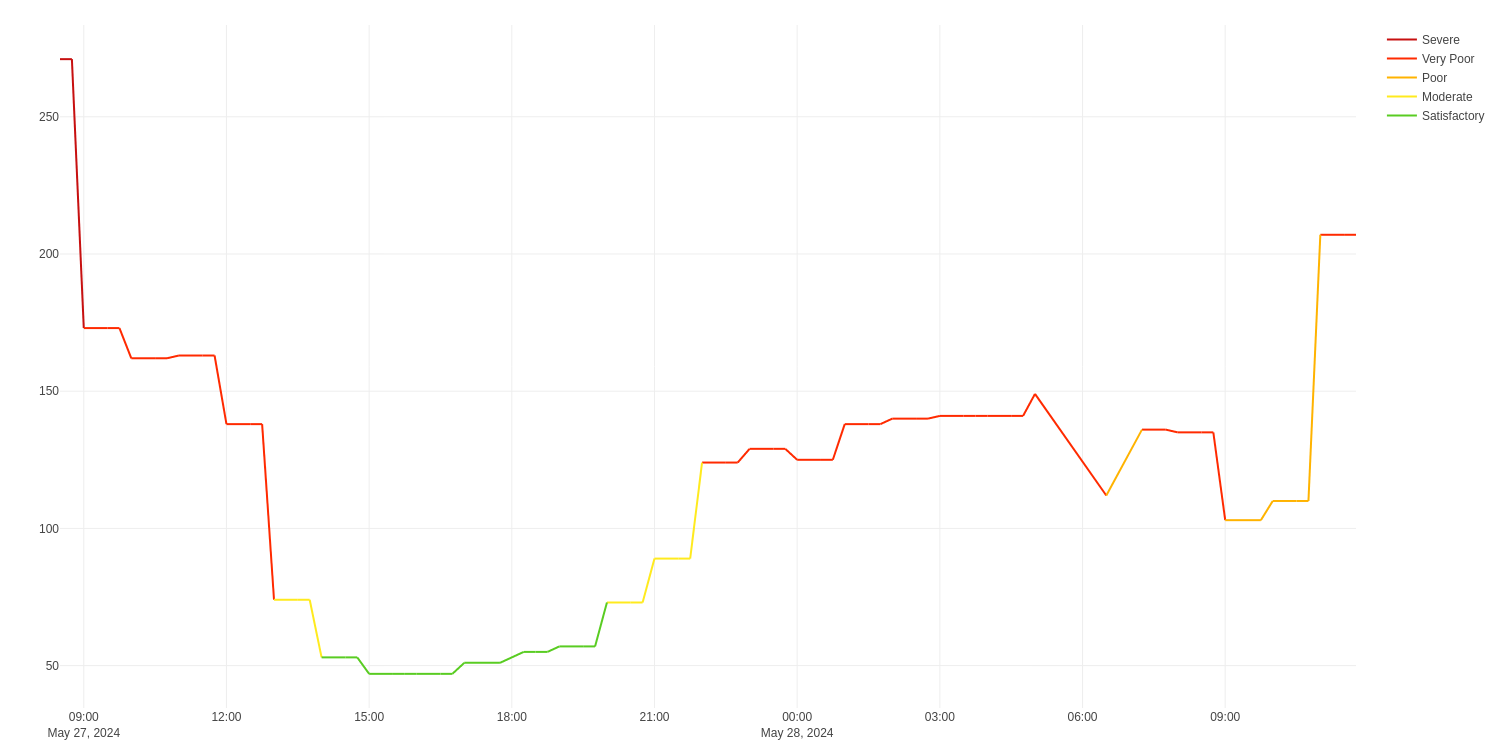 Severe
Very Poor
Poor
Moderate
Satisfactory
250
200
150
100
50
09:00
12:00
15:00
18:00
21:00
00:00
03:00
06:00
09:00
May 27, 2024
May 28, 2024